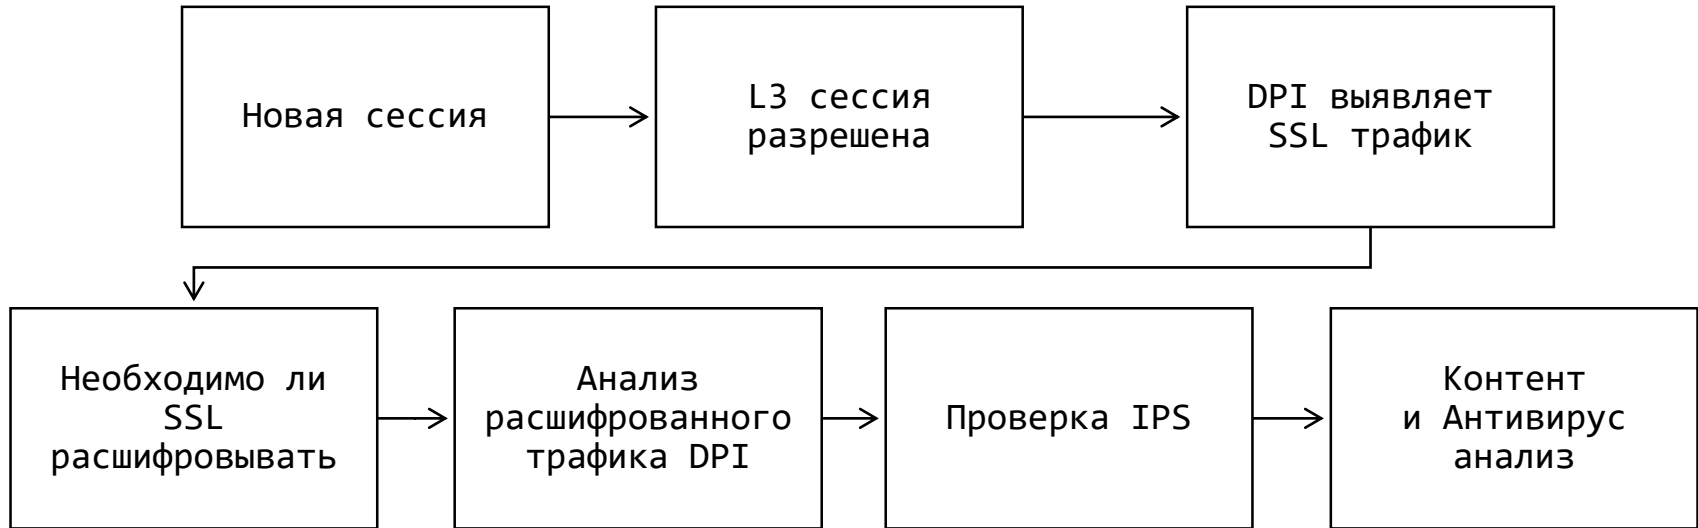 Новая сессия
L3 сессия
разрешена
DPI выявляет
SSL трафик
Необходимо ли
SSL
расшифровывать
Анализ
расшифрованного
трафика DPI
Проверка IPS
Контент
и Антивирус
анализ